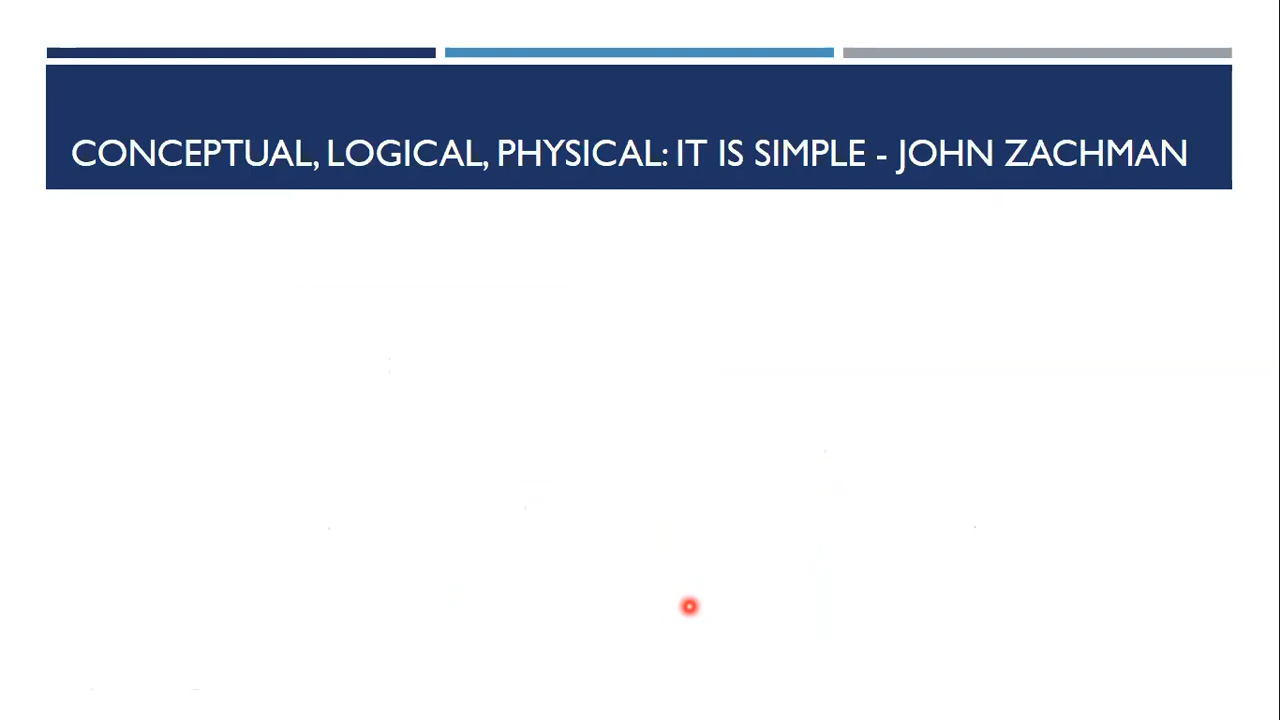 CONCEPTUAL, LOGICAL, PHYSICAL: IT IS SIMPLE - JOHN ZACHMAN